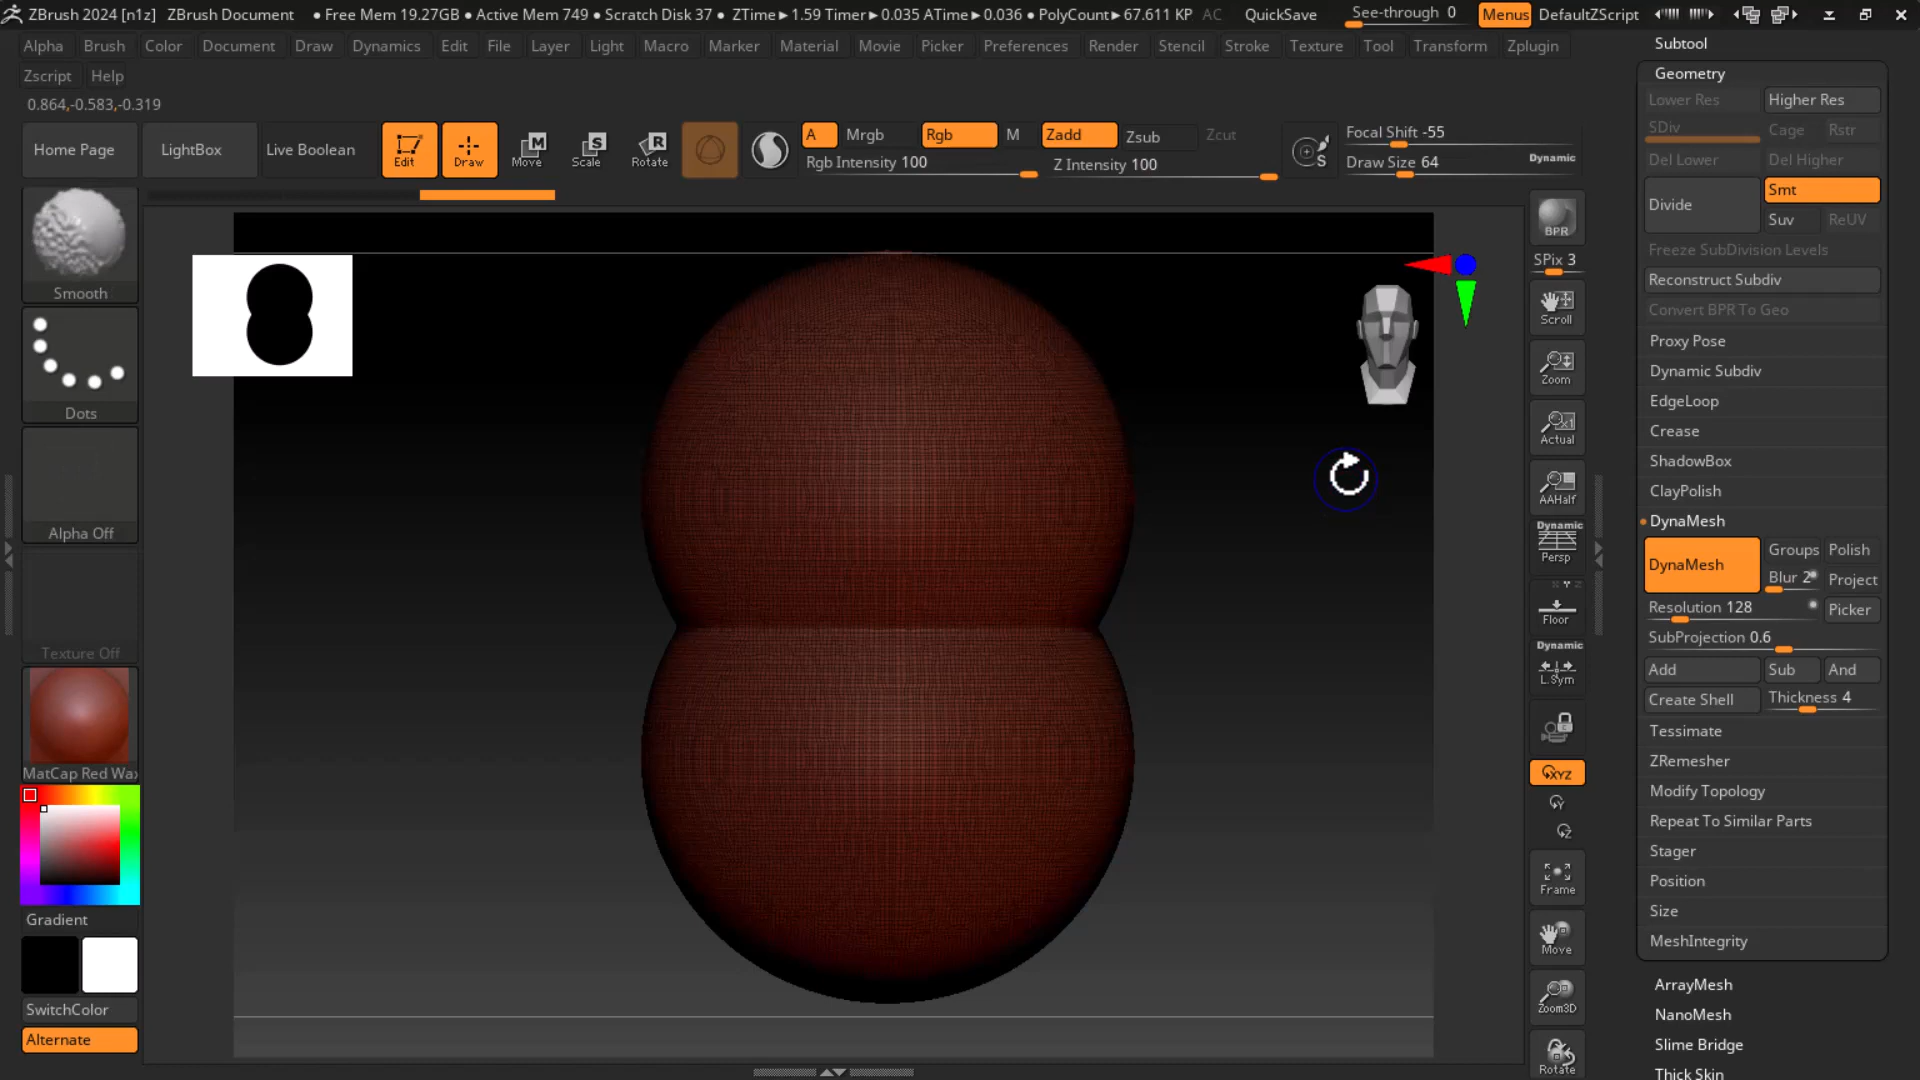 ZBrush 2024 [n1z] ZBrush Document ● Free Mem 19.27GB ● Active Mem 749 ● Scratch Disk 37 ● ZTime►1.59 Timer►0.035 ATime►0.036 ● PolyCount►67.611 KP AC QuickSave See-through 0 Menus DefaultZScript
Alpha Brush Color Document Draw Dynamics Edit File Layer Light Macro Marker Material Movie Picker Preferences Render Stencil Stroke Texture Tool Transform Zplugin
Zscript Help
0.864,-0.583,-0.319
Home Page LightBox Live Boolean Edit Draw Move Scale Rotate
M S R
A Mrgb Rgb M Zadd Zsub Zcut
Rgb Intensity 100 Z Intensity 100
S Focal Shift -55
Draw Size 64 Dynamic
Smooth
Dots
Alpha Off
Texture Off
MatCap Red Wax
Gradient
SwitchColor
Alternate
BPR
SPix 3
Scroll
Zoom
Actual
AAHalf
Dynamic
Persp
Floor
Dynamic
L.Sym
XYZ
Y
Z
Frame
Move
Zoom3D
Rotate
Subtool
Geometry
Lower Res Higher Res
SDiv Cage Rstr
Del Lower Del Higher
Divide Smt
Suv ReUV
Freeze SubDivision Levels
Reconstruct Subdiv
Convert BPR To Geo
Proxy Pose
Dynamic Subdiv
EdgeLoop
Crease
ShadowBox
ClayPolish
DynaMesh
DynaMesh Groups Polish
Blur 2 Project
Resolution 128 Picker
SubProjection 0.6
Add Sub And
Create Shell Thickness 4
Tessimate
ZRemesher
Modify Topology
Repeat To Similar Parts
Stager
Position
Size
MeshIntegrity
ArrayMesh
NanoMesh
Slime Bridge
Thick Skin